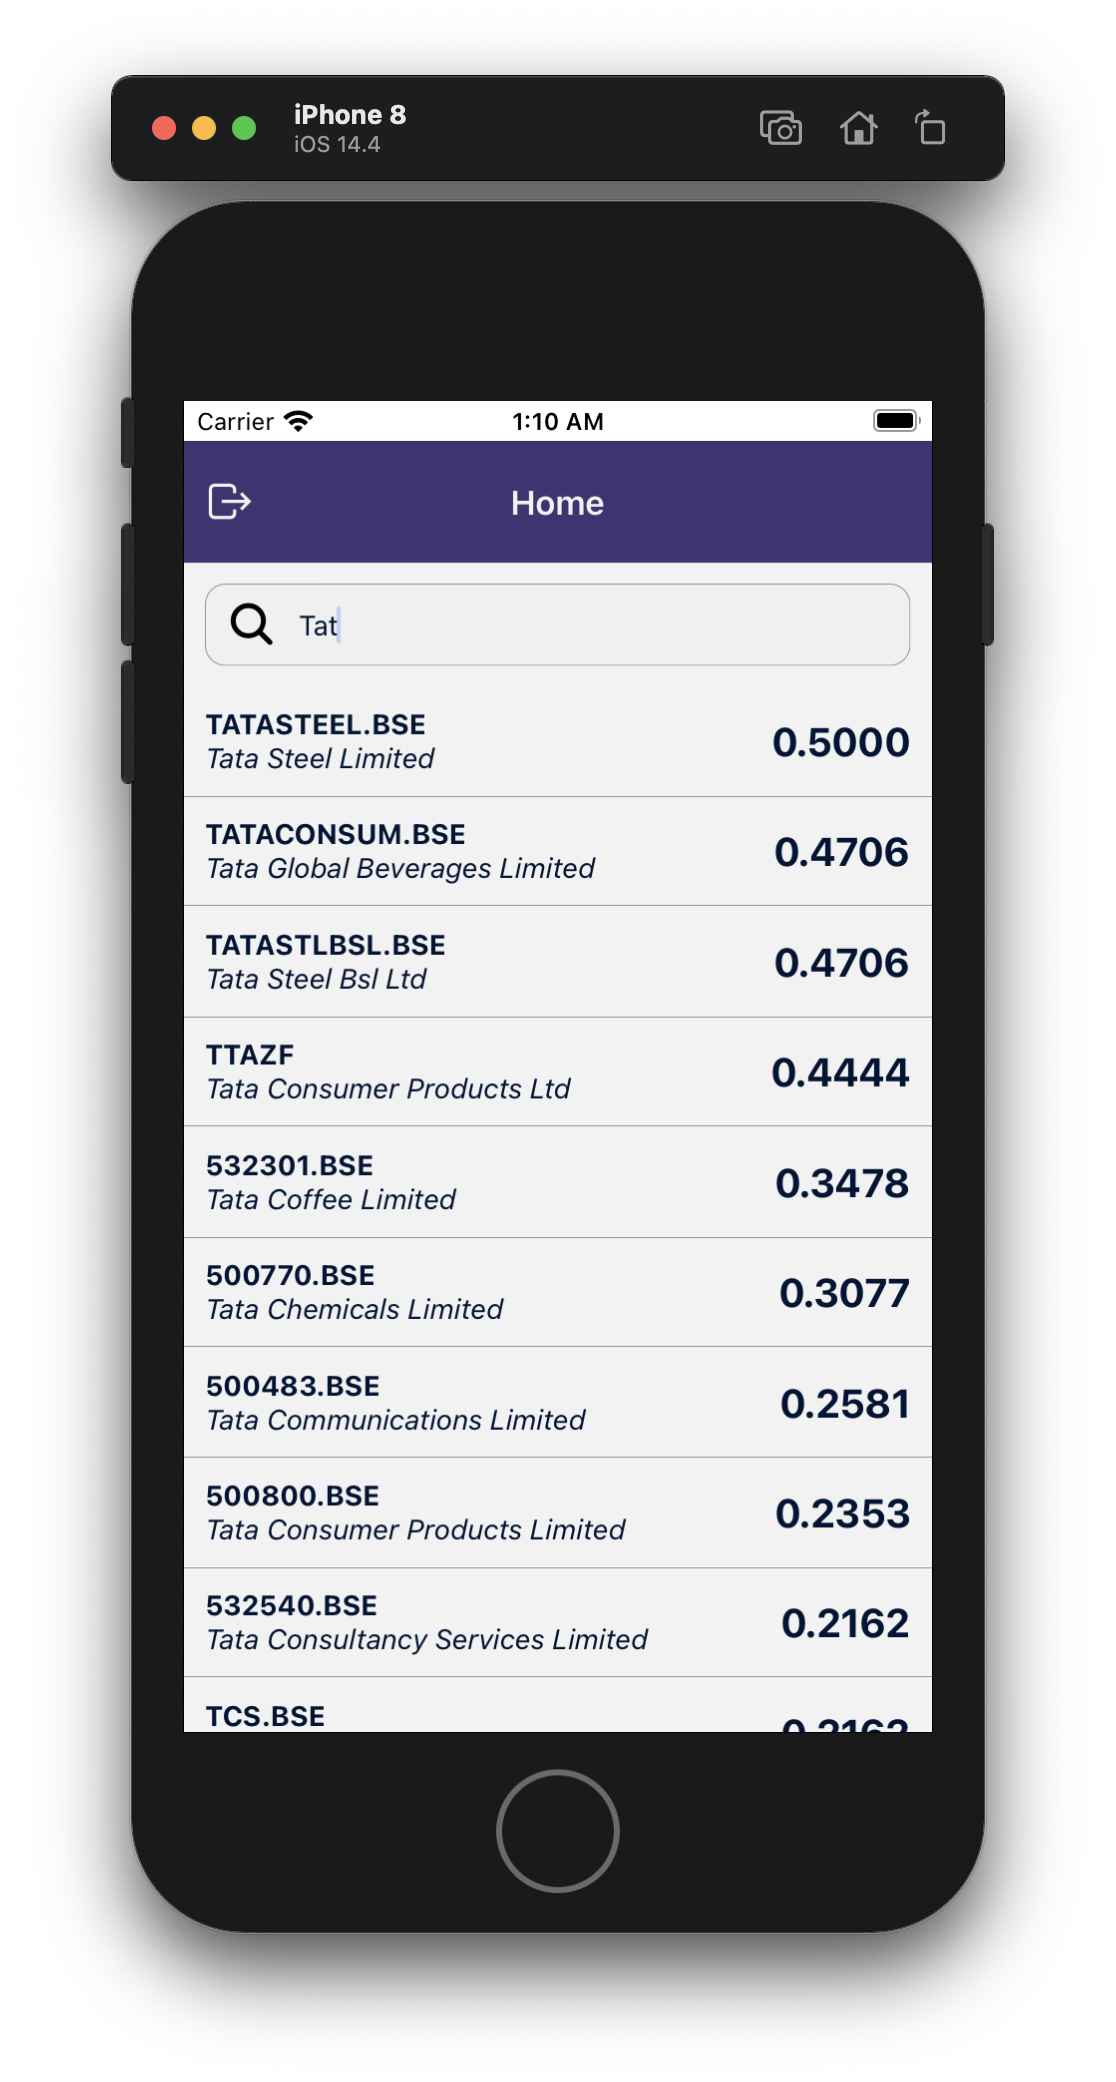 iPhone 8
iOS 14.4
Carrier 1:10 AM
Home
Tat
TATASTEEL.BSE
Tata Steel Limited
0.5000
TATACONSUM.BSE
Tata Global Beverages Limited
0.4706
TATASTLBSL.BSE
Tata Steel Bsl Ltd
0.4706
TTAZF
Tata Consumer Products Ltd
0.4444
532301.BSE
Tata Coffee Limited
0.3478
500770.BSE
Tata Chemicals Limited
0.3077
500483.BSE
Tata Communications Limited
0.2581
500800.BSE
Tata Consumer Products Limited
0.2353
532540.BSE
Tata Consultancy Services Limited
0.2162
TCS.BSE
0.2162